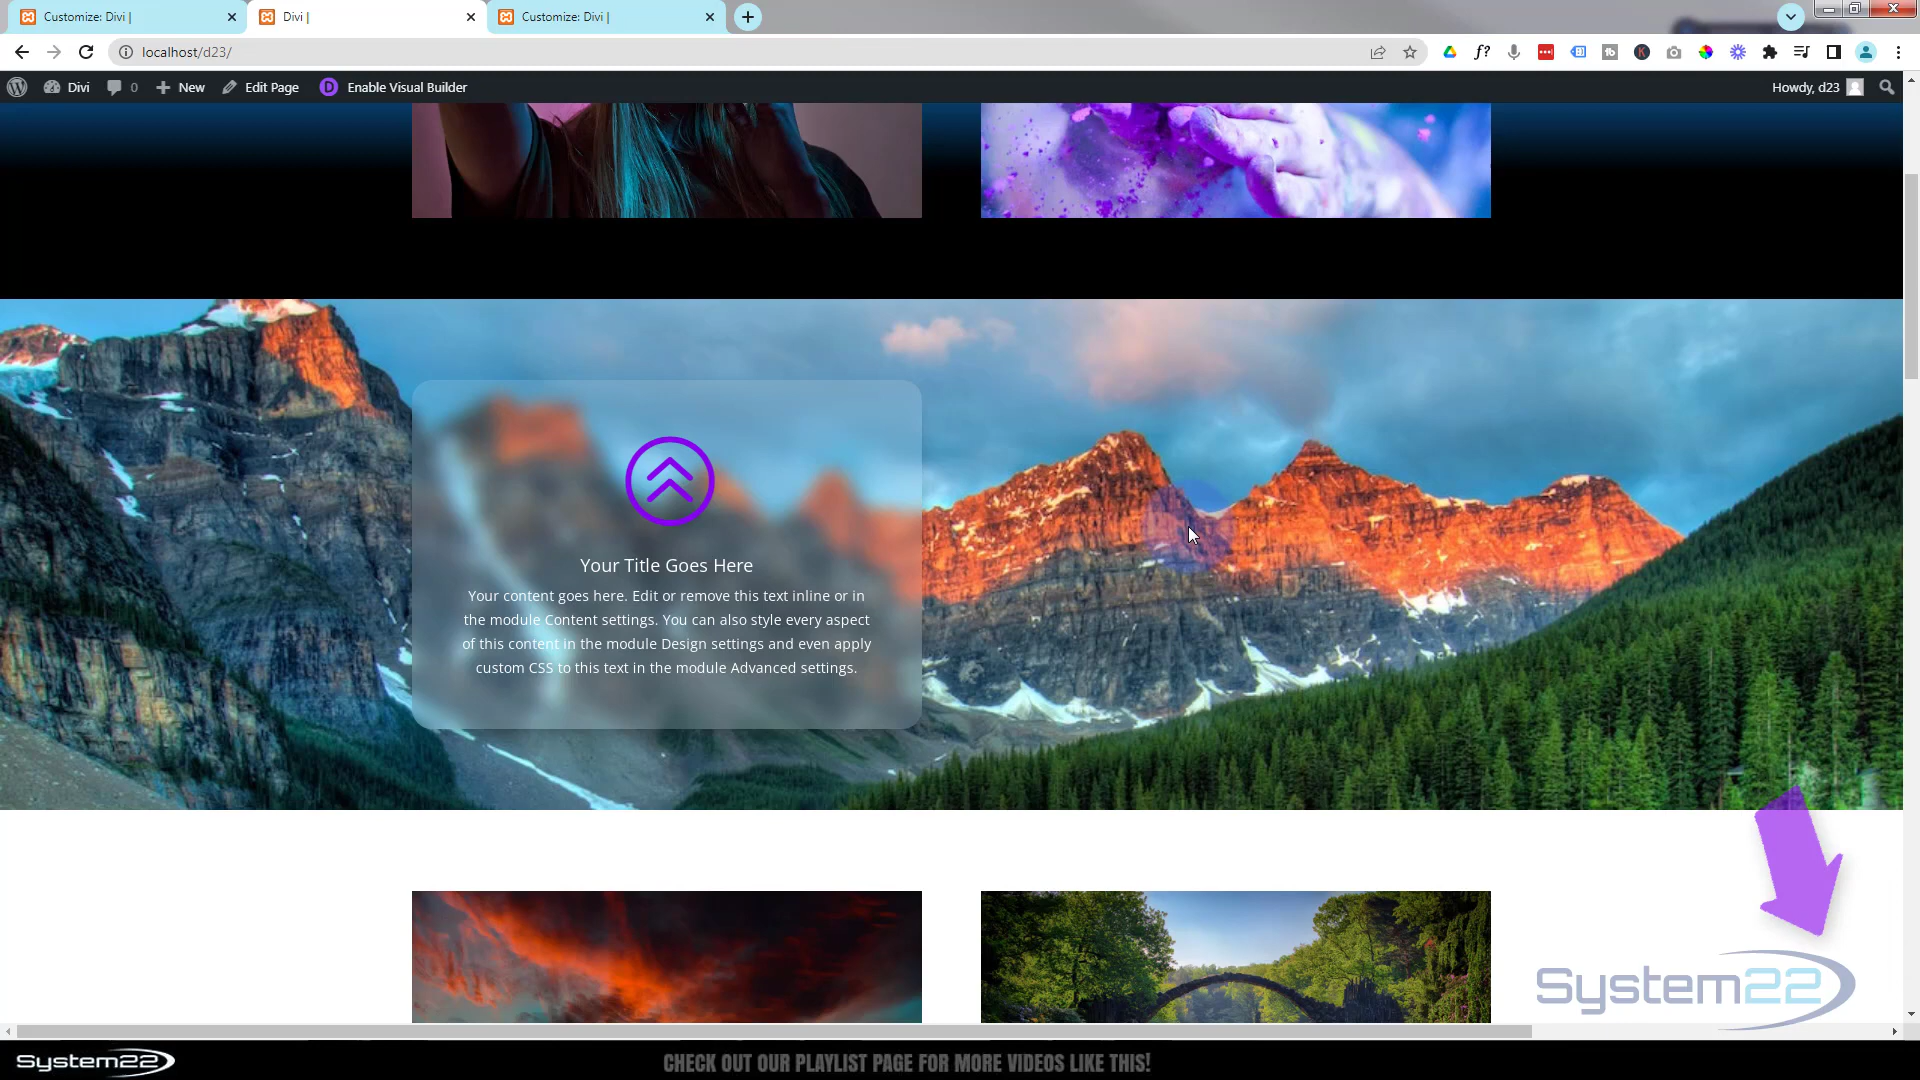 Customize: Divi |
Divi |
Customize: Divi |
localhost/d23/
Divi
0
New
Edit Page
D
Enable Visual Builder
Howdy, d23
Your Title Goes Here
Your content goes here. Edit or remove this text inline or in
the module Content settings. You can also style every aspect
of this content in the module Design settings and even apply
custom CSS to this text in the module Advanced settings.
System22
System22
CHECK OUT OUR PLAYLIST PAGE FOR MORE VIDEOS LIKE THIS!